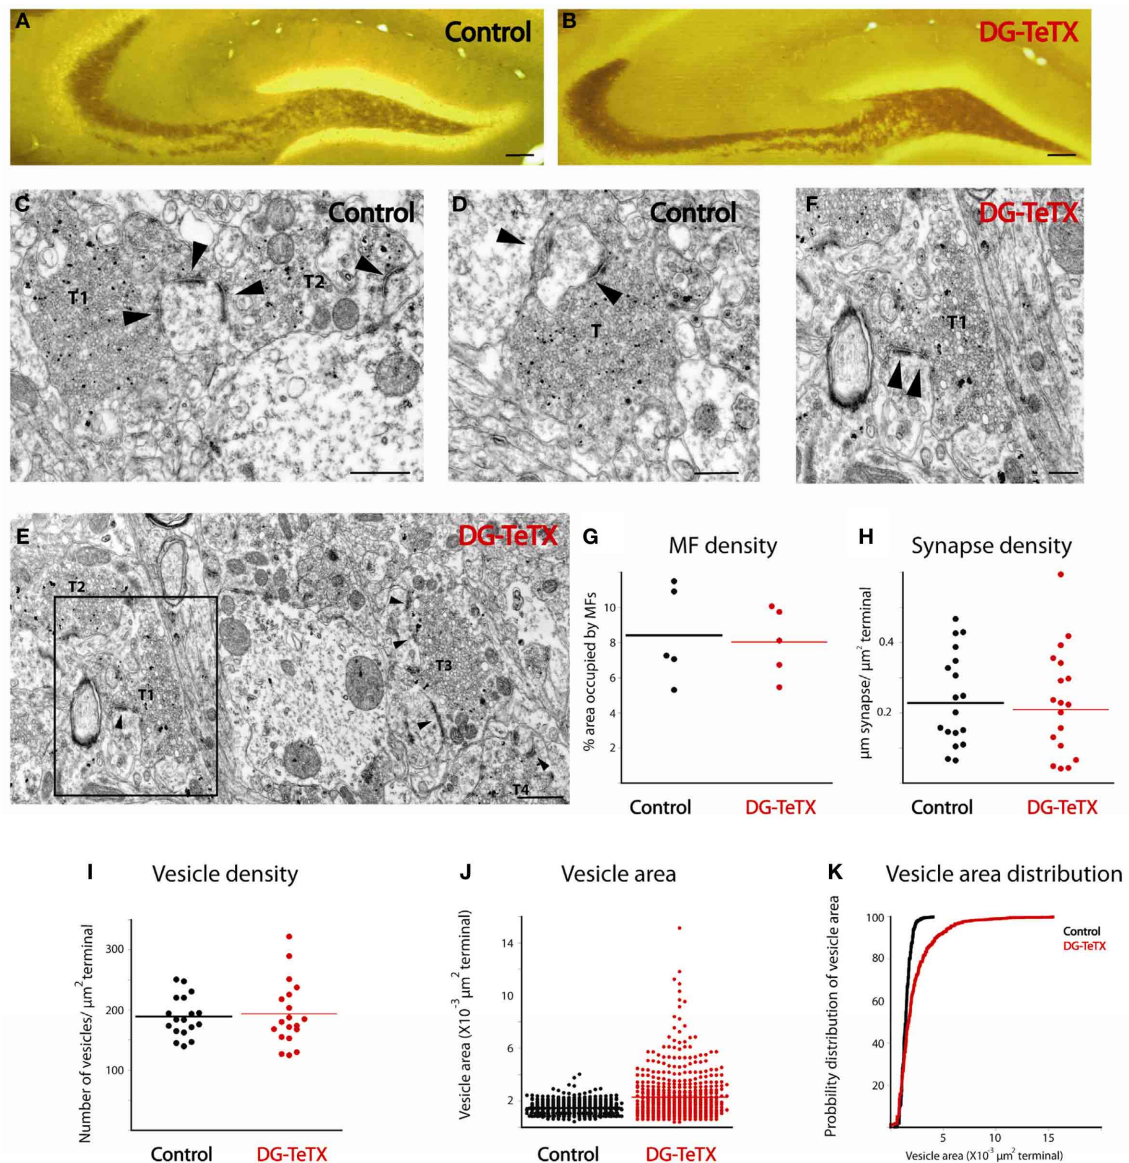 A
Control
B
DG-TeTX
C
Control
T1
T2
D
Control
T
F
DG-TeTX
T1
E
DG-TeTX
T2
T1
T3
T4
G
MF density
% area occupied by MFs
10
8
6
4
2
Control
DG-TeTX
H
Synapse density
µm synapse/ µm² terminal
0.4
0.2
Control
DG-TeTX
I
Vesicle density
Number of vesicles/ µm² terminal
300
200
100
Control
DG-TeTX
J
Vesicle area
Vesicle area (X10⁻³ µm² terminal)
14
10
6
2
Control
DG-TeTX
K
Vesicle area distribution
Probbility distribution of vesicle area
100
80
60
40
20
Control
DG-TeTX
5
10
15
Vesicle area (X10⁻³ µm² terminal)